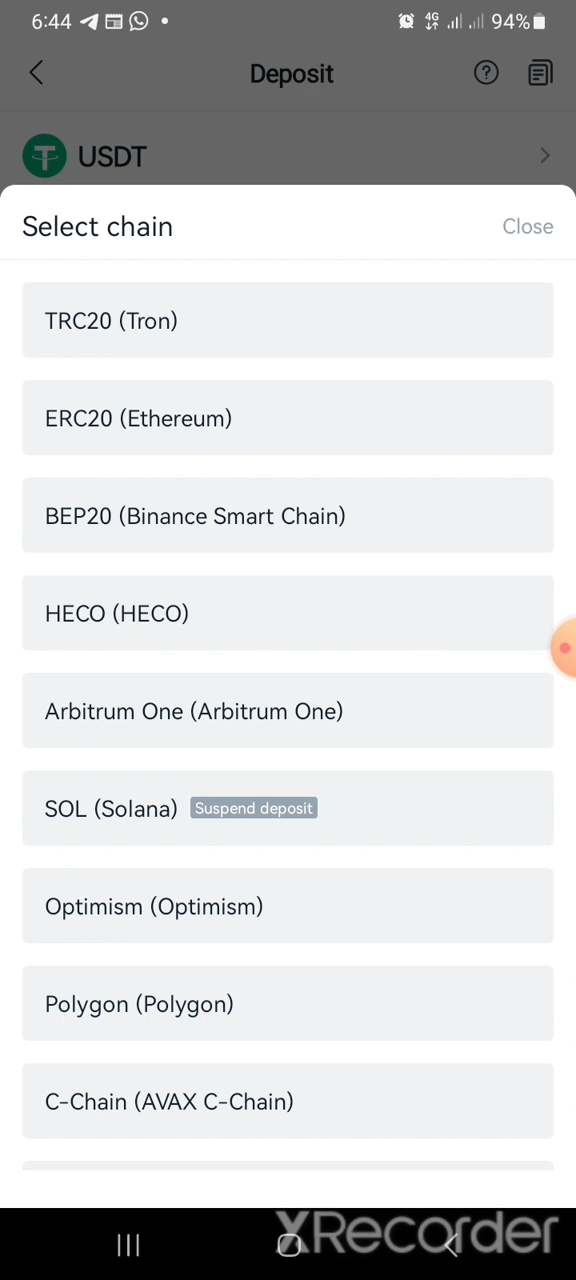 6:44 4G 94%
Deposit
USDT
Select chain Close
TRC20 (Tron)
ERC20 (Ethereum)
BEP20 (Binance Smart Chain)
HECO (HECO)
Arbitrum One (Arbitrum One)
SOL (Solana) Suspend deposit
Optimism (Optimism)
Polygon (Polygon)
C-Chain (AVAX C-Chain)
XRecorder